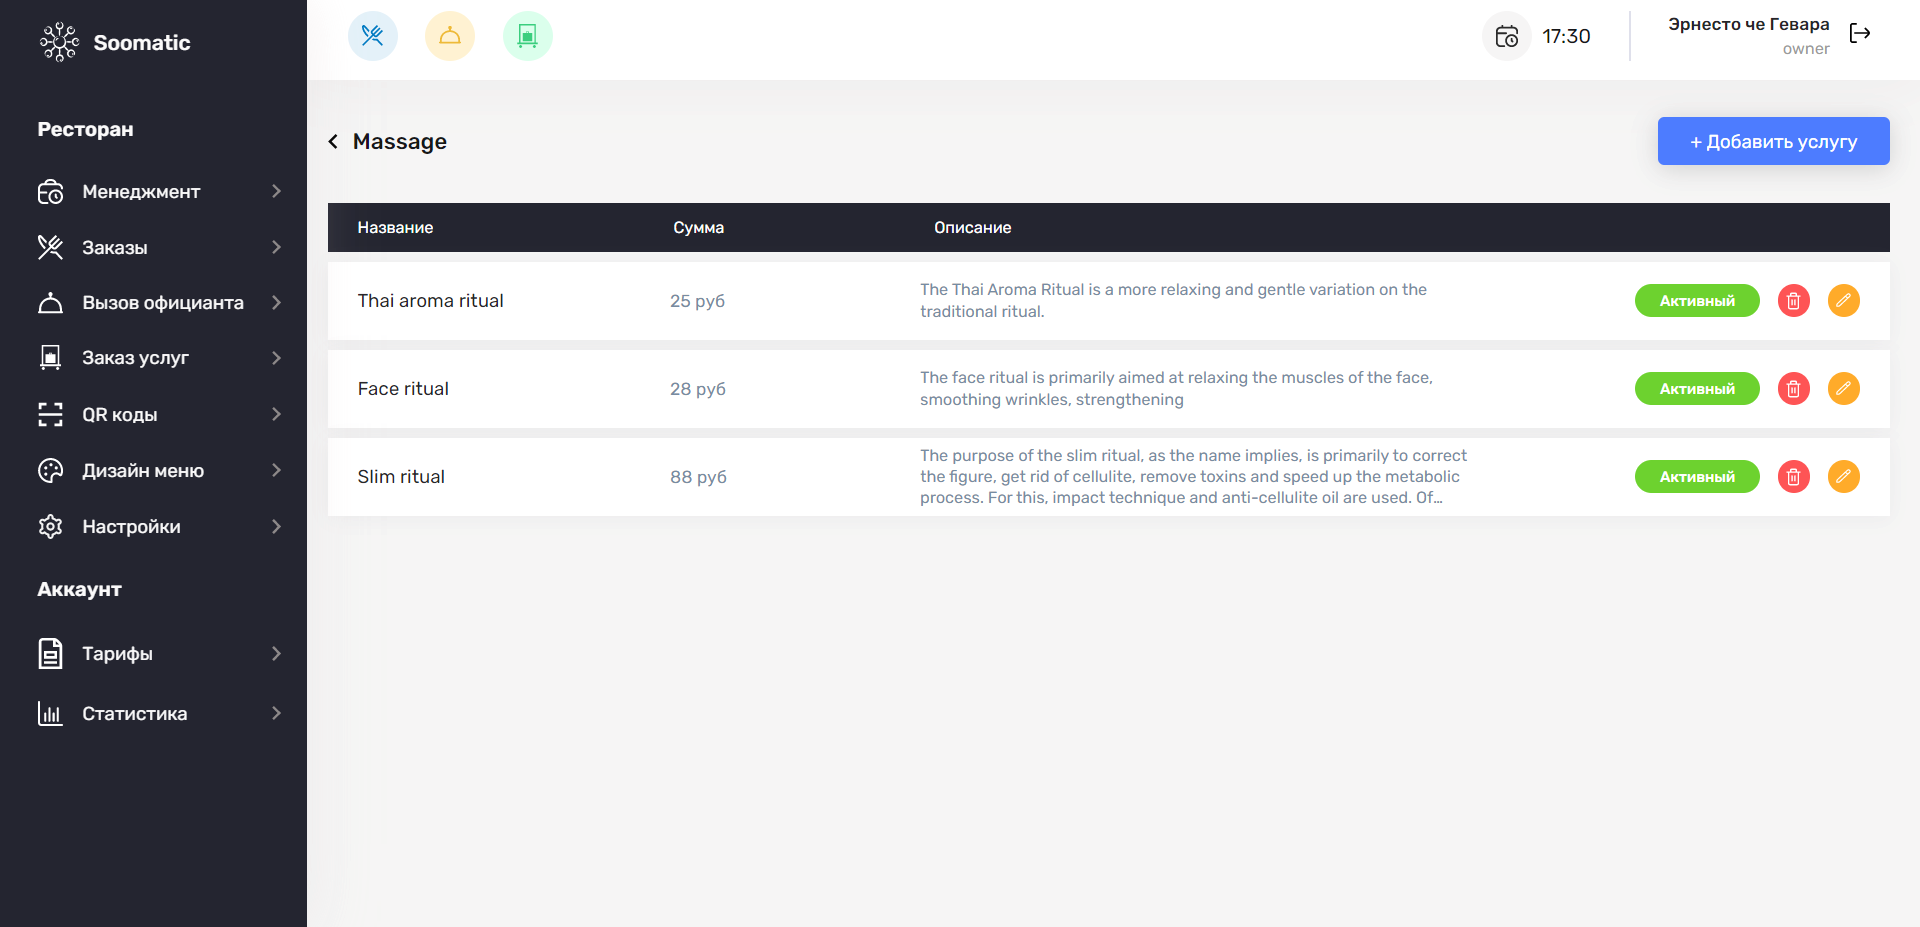 Soomatic
17:30
Эрнесто че Гевара
owner
Ресторан
Менеджмент
Заказы
Вызов официанта
Заказ услуг
QR коды
Дизайн меню
Настройки
Аккаунт
Тарифы
Статистика
Massage
+ Добавить услугу
Название Сумма Описание
Thai aroma ritual 25 руб
The Thai Aroma Ritual is a more relaxing and gentle variation on the
traditional ritual.
Активный
Face ritual 28 руб
The face ritual is primarily aimed at relaxing the muscles of the face,
smoothing wrinkles, strengthening
Активный
Slim ritual 88 руб
The purpose of the slim ritual, as the name implies, is primarily to correct
the figure, get rid of cellulite, remove toxins and speed up the metabolic
process. For this, impact technique and anti-cellulite oil are used. Of...
Активный